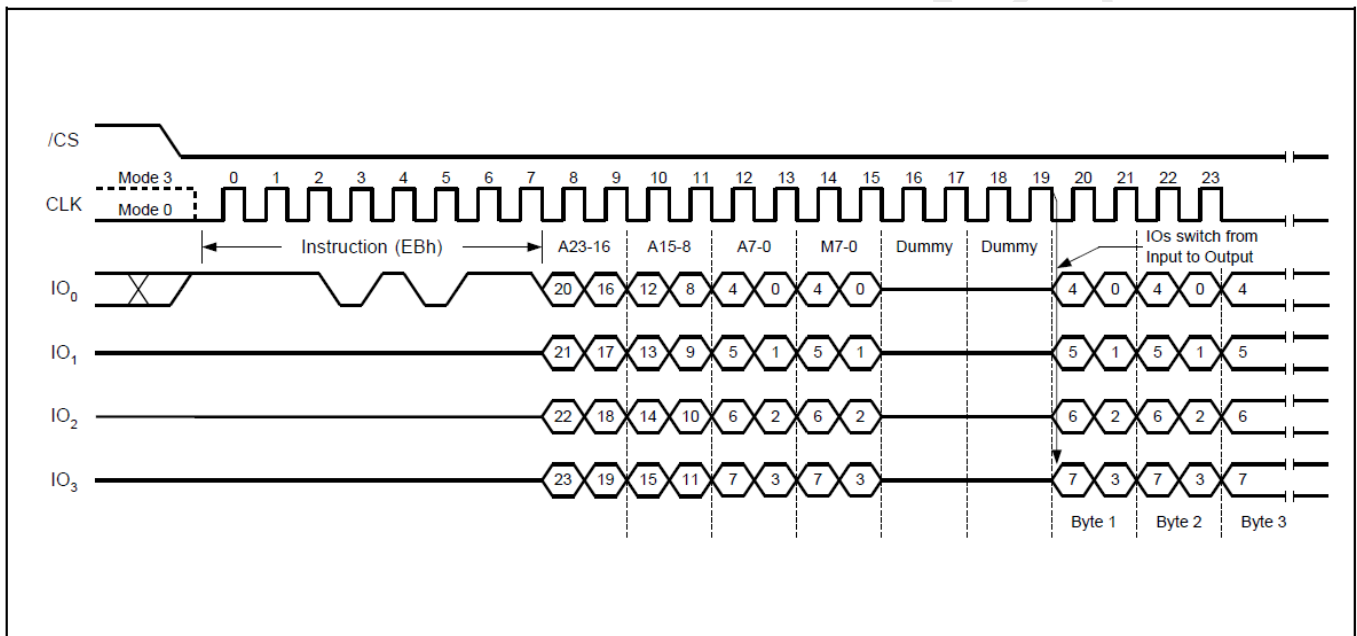 /CS
Mode 3 0 1 2 3 4 5 6 7 8 9 10 11 12 13 14 15 16 17 18 19 20 21 22 23
CLK
Mode 0
Instruction (EBh) A23-16 A15-8 A7-0 M7-0 Dummy Dummy IOs switch from
Input to Output
IO0 20 16 12 8 4 0 4 0 4 0 4 0 4
IO1 21 17 13 9 5 1 5 1 5 1 5 1 5
IO2 22 18 14 10 6 2 6 2 6 2 6 2 6
IO3 23 19 15 11 7 3 7 3 7 3 7 3 7
Byte 1 Byte 2 Byte 3